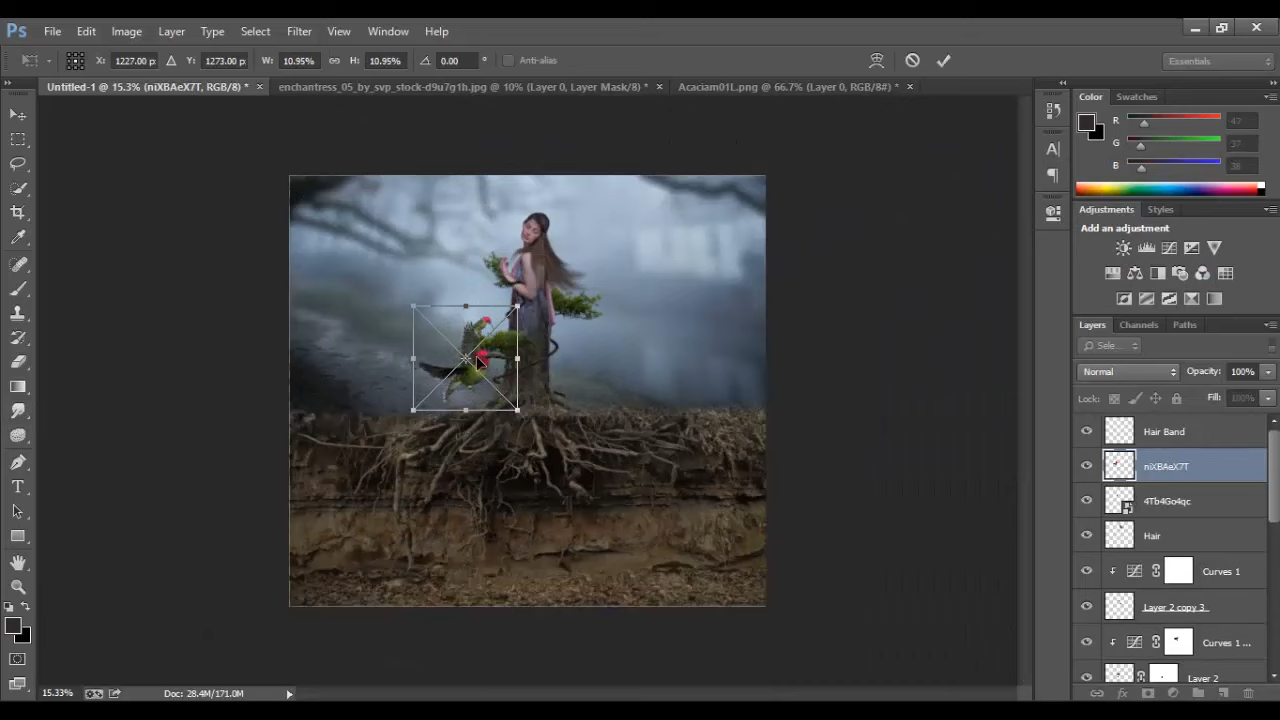 Ps File Edit Image Layer Type Select Filter View Window Help
X: 1227.00 p: Y: 1273.00 p: W: 10.95% H: 10.95% 0.00 ° Anti-alias Essentials
Untitled-1 @ 15.3% (niXBAeX7T, RGB/8) * × enchantress_05_by_svp_stock-d9u7g1h.jpg @ 10% (Layer 0, Layer Mask/8) * × Acaciam01L.png @ 66.7% (Layer 0, RGB/8#) * ×
Color Swatches
R 47
G 37
B 38
Adjustments Styles
Add an adjustment
Layers Channels Paths
Sele...
Normal Opacity: 100%
Lock: Fill: 100%
Hair Band
niXBAeX7T
4Tb4Go4qc
Hair
Curves 1
Layer 2 copy 3
Curves 1 ...
Layer 2
15.33% Doc: 28.4M/171.0M